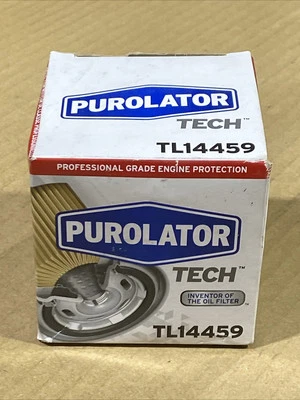 PUROLATOR
TECH™
TL14459
PROFESSIONAL GRADE ENGINE PROTECTION
PUROLATOR
TECH™
INVENTOR OF
THE OIL FILTER
TL14459